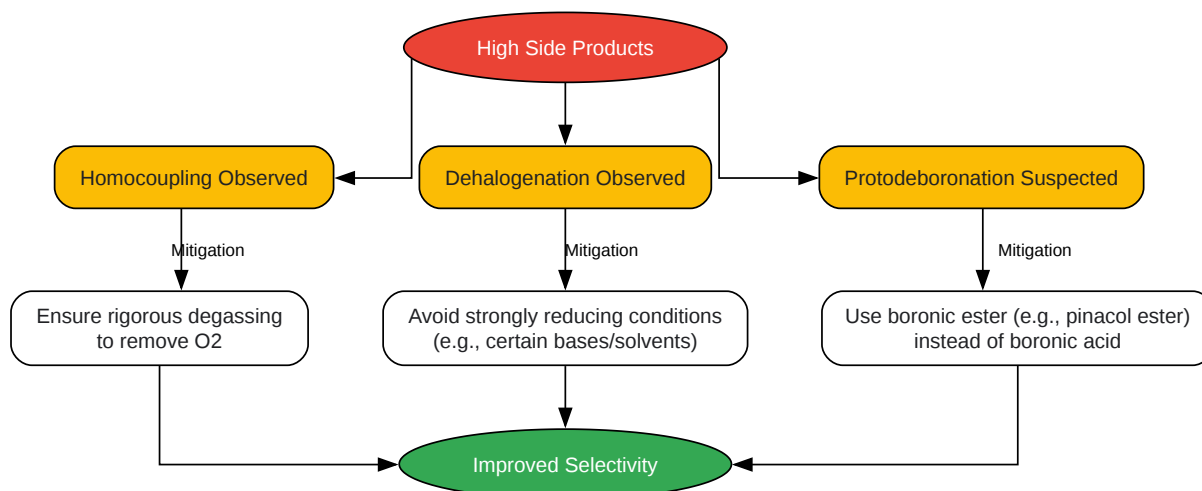 High Side Products
Homocoupling Observed
Dehalogenation Observed
Protodeboronation Suspected
Mitigation
Mitigation
Mitigation
Ensure rigorous degassing
to remove O2
Avoid strongly reducing conditions
(e.g., certain bases/solvents)
Use boronic ester (e.g., pinacol ester)
instead of boronic acid
Improved Selectivity